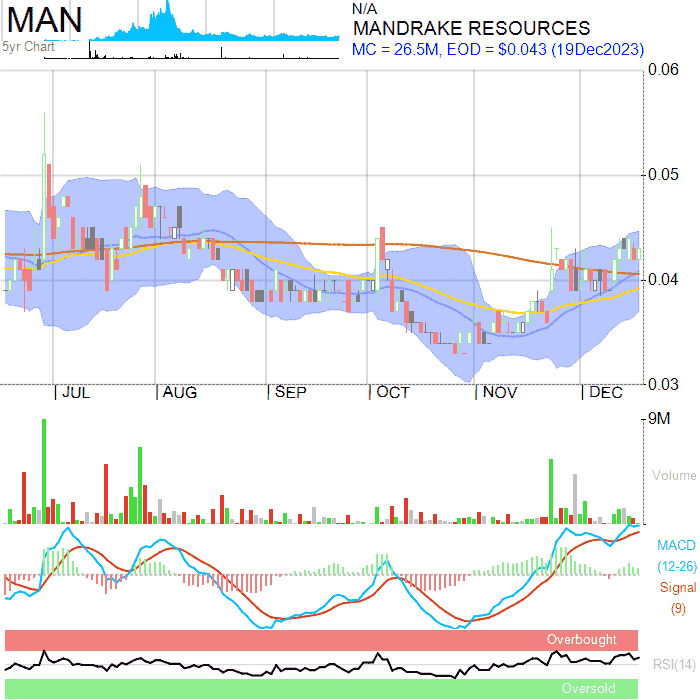 MAN
5yr Chart
N/A
MANDRAKE RESOURCES
MC = 26.5M, EOD = $0.043 (19Dec2023)
0.06
0.05
0.04
0.03
JUL AUG SEP OCT NOV DEC
9M
Volume
MACD
(12-26)
Signal
(9)
Overbought
RSI(14)
Oversold